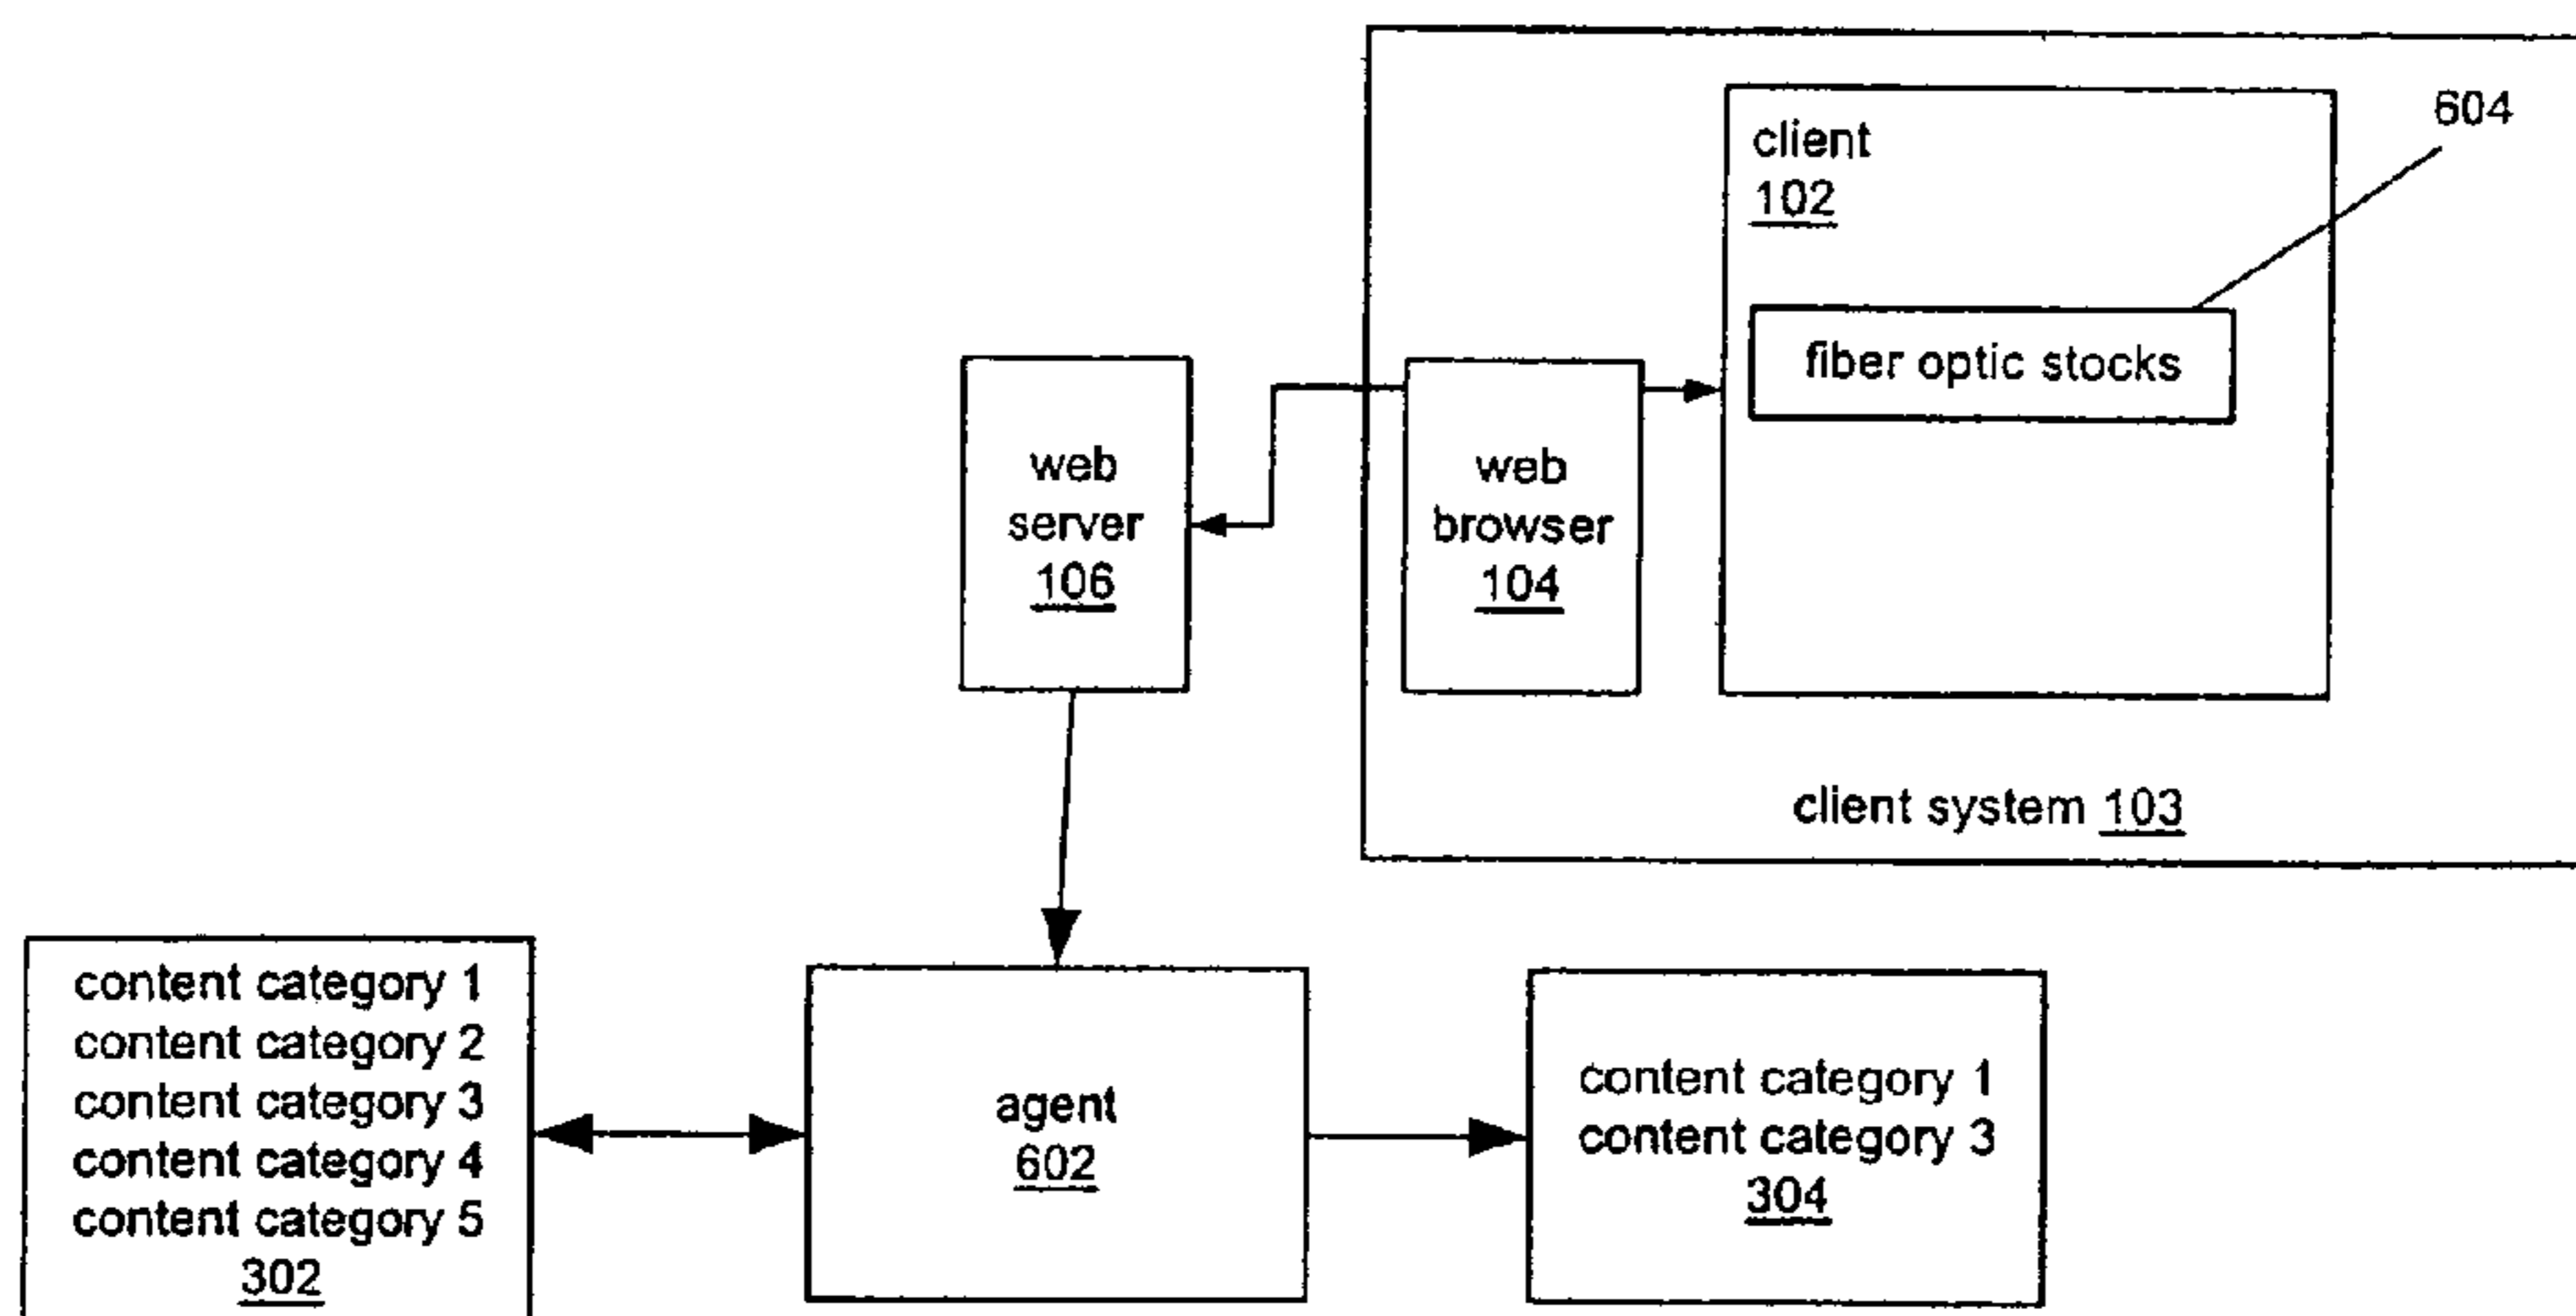 604
client
102
fiber optic stocks
web
server
106
web
browser
104
client system 103
content category 1
content category 2
content category 3
content category 4
content category 5
302
agent
602
content category 1
content category 3
304